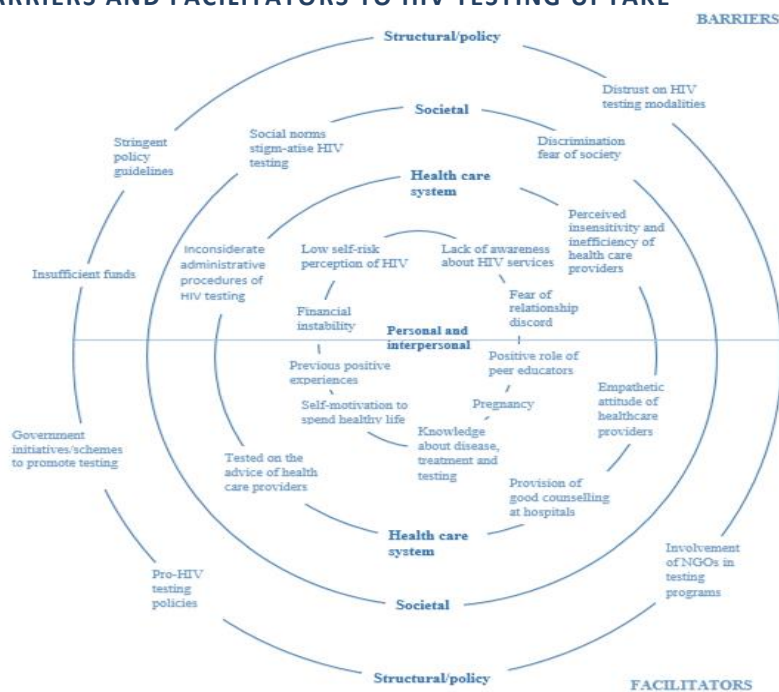 BARRIERS AND FACILITATORS TO HIV TESTING UPTAKE
BARRIERS
Structural/policy
Distrust on HIV
testing modalities
Societal
Social norms
stigm-atise HIV
testing
Stringent
policy
guidelines
Discrimination
fear of society
Health care
system
Perceived
insensitivity and
inefficiency of
health care
providers
Inconsiderate
administrative
procedures of
HIV testing
Low self-risk
perception of HIV
Lack of awareness
about HIV services
Insufficient funds
Fear of
relationship
discord
Financial
instability
Personal and
interpersonal
Previous positive
experiences
Positive role of
peer educators
Self-motivation to
spend healthy life
Pregnancy
Empathetic
attitude of
healthcare
providers
Government
initiatives/schemes
to promote testing
Knowledge
about disease,
treatment and
testing
Tested on the
advice of health
care providers
Provision of
good counselling
at hospitals
Health care
system
Involvement
of NGOs in
testing
programs
Pro-HIV
testing
policies
Societal
Structural/policy
FACILITATORS